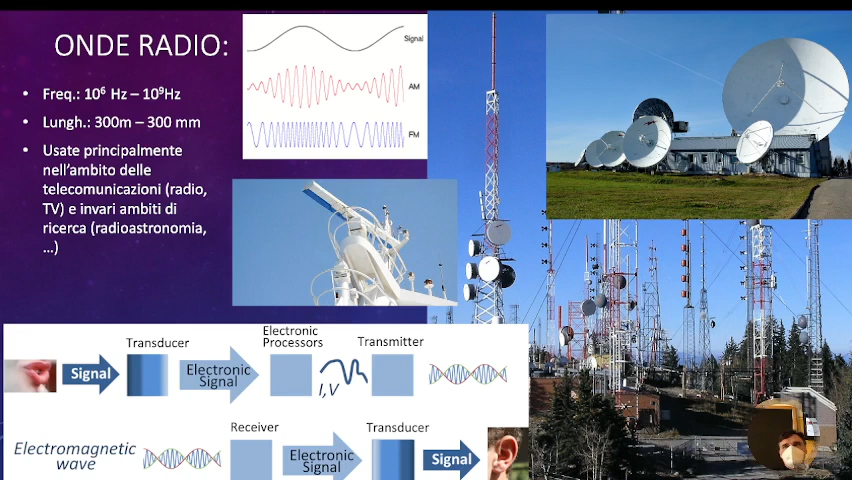 ONDE RADIO:
• Freq.: 10⁶ Hz – 10⁹Hz
• Lungh.: 300m – 300 mm
• Usate principalmente
nell'ambito delle
telecomunicazioni (radio,
TV) e invari ambiti di
ricerca (radioastronomia,
...)
Signal
AM
FM
Signal
Transducer
Electronic
Signal
Electronic
Processors
I,V
Transmitter
Electromagnetic
wave
Receiver
Electronic
Signal
Transducer
Signal